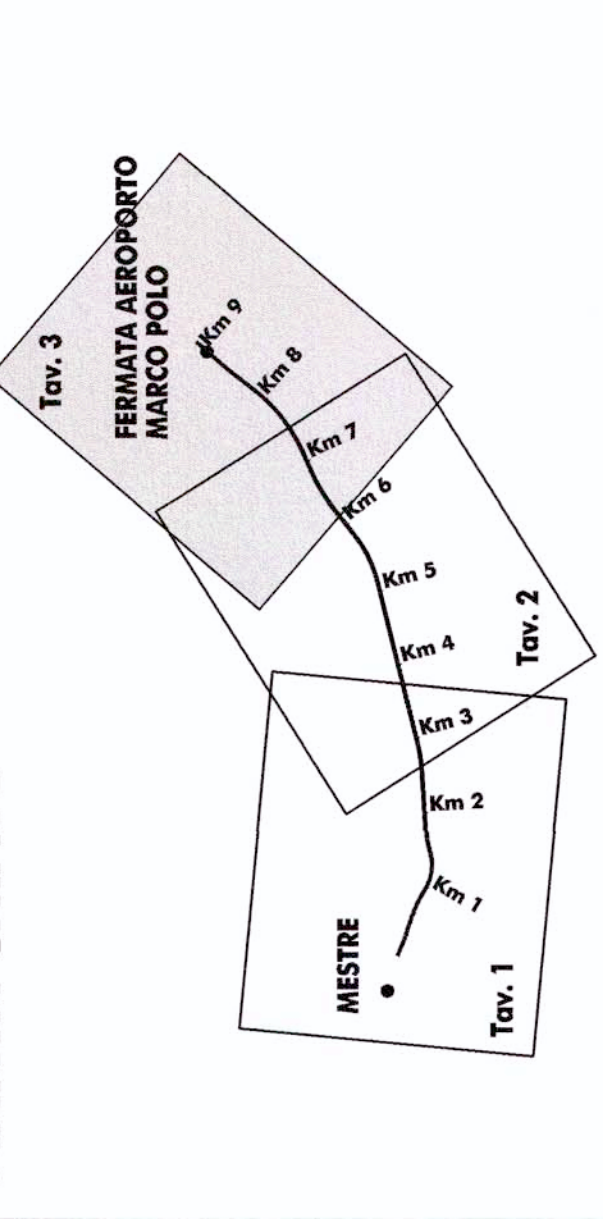 Tav. 3
FERMATA AEROPORTO
MARCO POLO
Km 9
Km 8
Km 7
Km 6
Km 5
Km 4
Tav. 2
Km 3
Km 2
Km 1
MESTRE
Tav. 1